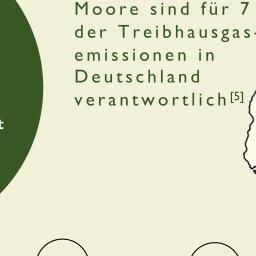 Moore sind für 7
der Treibhausgas-
emissionen in
Deutschland
verantwortlich[5]
t